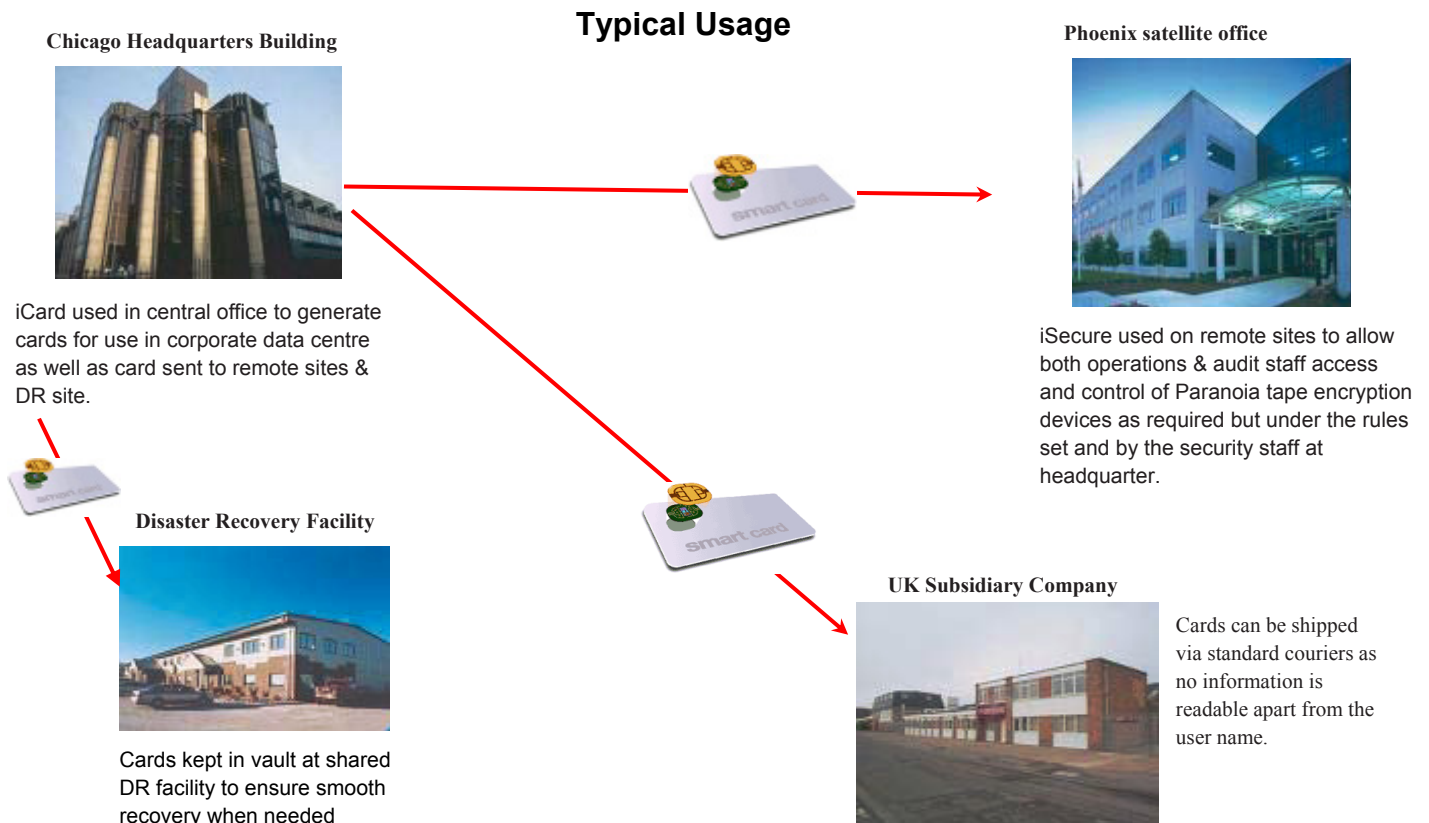 Typical Usage
Chicago Headquarters Building
Phoenix satellite office
smart card
iCard used in central office to generate
cards for use in corporate data centre
as well as card sent to remote sites &
DR site.
iSecure used on remote sites to allow
both operations & audit staff access
and control of Paranoia tape encryption
devices as required but under the rules
set and by the security staff at
headquarter.
smart card
smart card
Disaster Recovery Facility
Cards kept in vault at shared
DR facility to ensure smooth
recovery when needed
UK Subsidiary Company
Cards can be shipped
via standard couriers as
no information is
readable apart from the
user name.